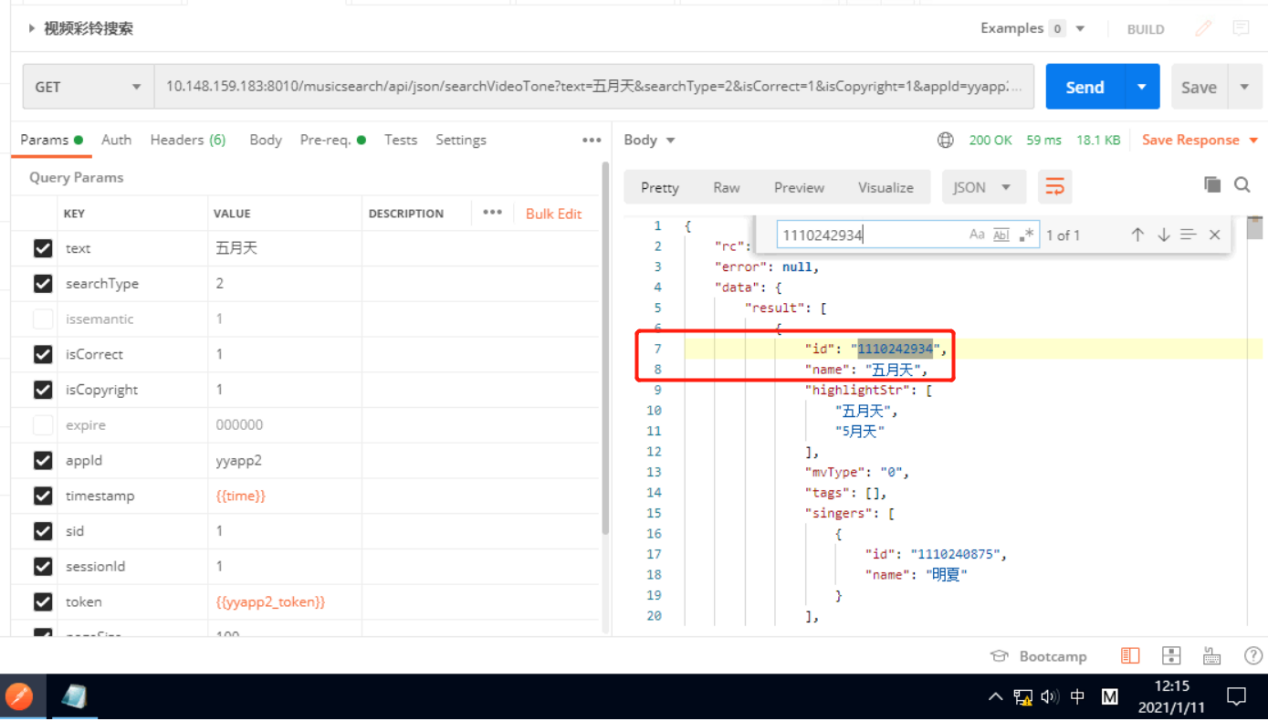 视频彩铃搜索
Examples 0
BUILD
GET
10.148.159.183:8010/musicsearch/api/json/searchVideoTone?text=五月天&searchType=2&isCorrect=1&isCopyright=1&appId=yyapp2...
Send
Save
Params
Auth
Headers (6)
Body
Pre-req.
Tests
Settings
Query Params
KEY VALUE DESCRIPTION ••• Bulk Edit
text 五月天
searchType 2
issemantic 1
isCorrect 1
isCopyright 1
expire 000000
appId yyapp2
timestamp {{time}}
sid 1
sessionId 1
token {{yyapp2_token}}
Body
200 OK 59 ms 18.1 KB Save Response
Pretty Raw Preview Visualize JSON
1110242934 Aa Abl .* 1 of 1
1 {
2 "rc":
3 "error": null,
4 "data": {
5 "result": [
6 {
7 "id": "1110242934",
8 "name": "五月天",
9 "highlightStr": [
10 "五月天",
11 "5月天"
12 ],
13 "mvType": "0",
14 "tags": [],
15 "singers": [
16 {
17 "id": "1110240875",
18 "name": "明夏"
19 }
20 ],
Bootcamp
中 M
12:15
2021/1/11